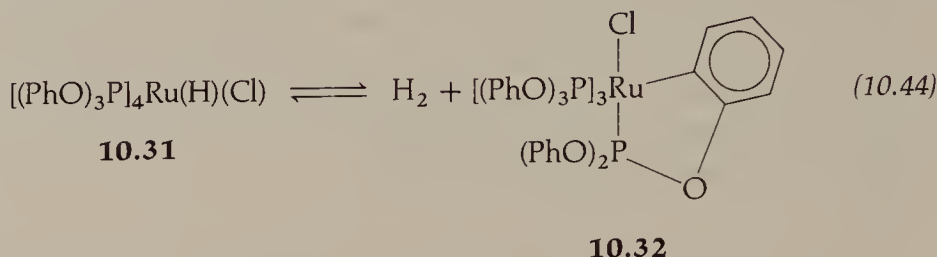 Cl
[(PhO)₃P]₄Ru(H)(Cl) ⇌ H₂ + [(PhO)₃P]₃Ru (10.44)
10.31
(PhO)₂P
O
10.32